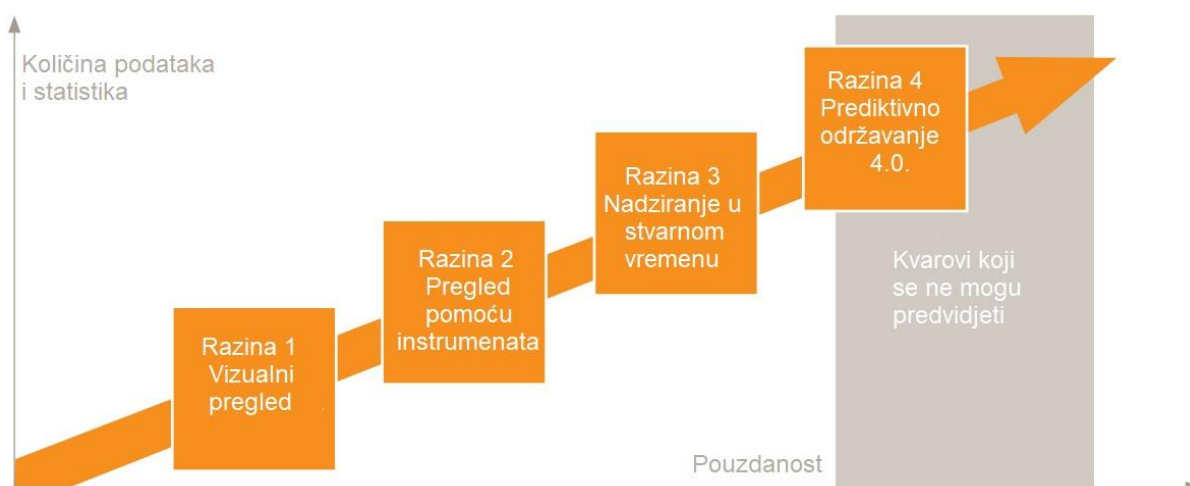 Količina podataka
i statistika
Razina 1
Vizualni
pregled
Razina 2
Pregled
pomoću
instrumenata
Razina 3
Nadziranje u
stvarnom
vremenu
Razina 4
Prediktivno
održavanje
4.0.
Kvarovi koji
se ne mogu
predvidjeti
Pouzdanost